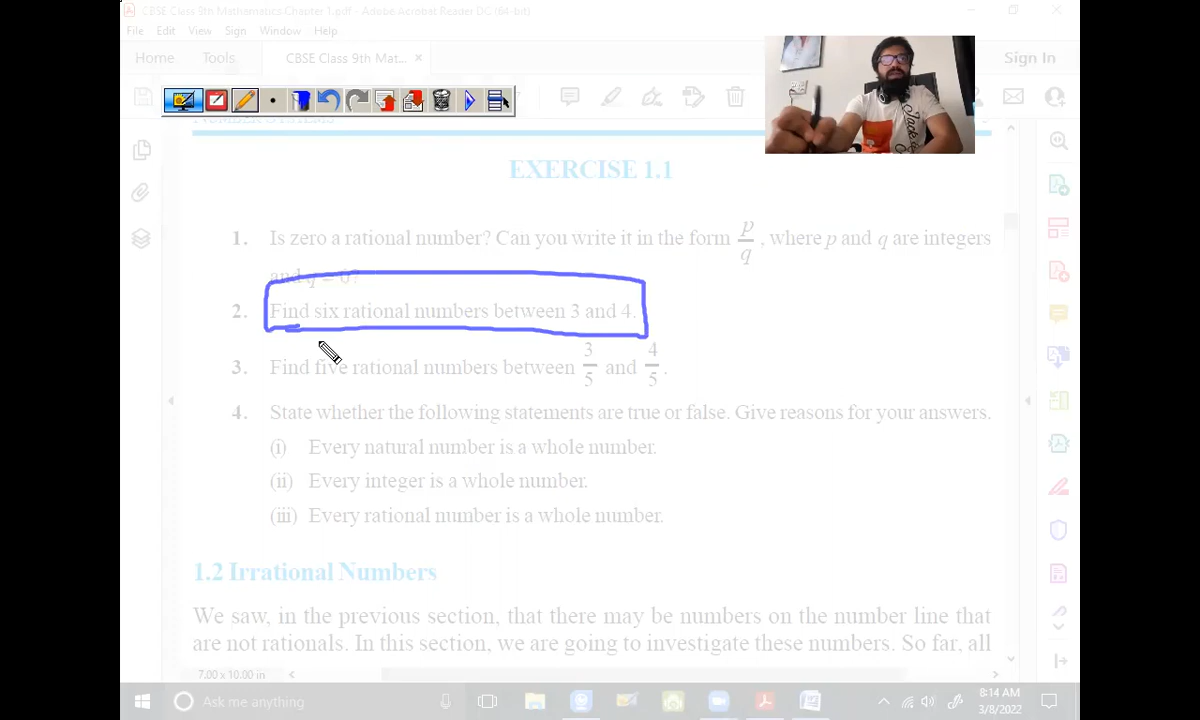 CBSE Class 9th Mathematics Chapter 1.pdf - Adobe Acrobat Reader DC (64-bit)
File Edit View Sign Window Help
Home Tools CBSE Class 9th Mat... × Sign In
NUMBER SYSTEMS
EXERCISE 1.1
1. Is zero a rational number? Can you write it in the form p/q, where p and q are integers
and q ≠ 0?
2. Find six rational numbers between 3 and 4.
3. Find five rational numbers between 3/5 and 4/5.
4. State whether the following statements are true or false. Give reasons for your answers.
(i) Every natural number is a whole number.
(ii) Every integer is a whole number.
(iii) Every rational number is a whole number.
1.2 Irrational Numbers
We saw, in the previous section, that there may be numbers on the number line that
are not rationals. In this section, we are going to investigate these numbers. So far, all
7.00 x 10.00 in
Ask me anything
8:14 AM
3/8/2022